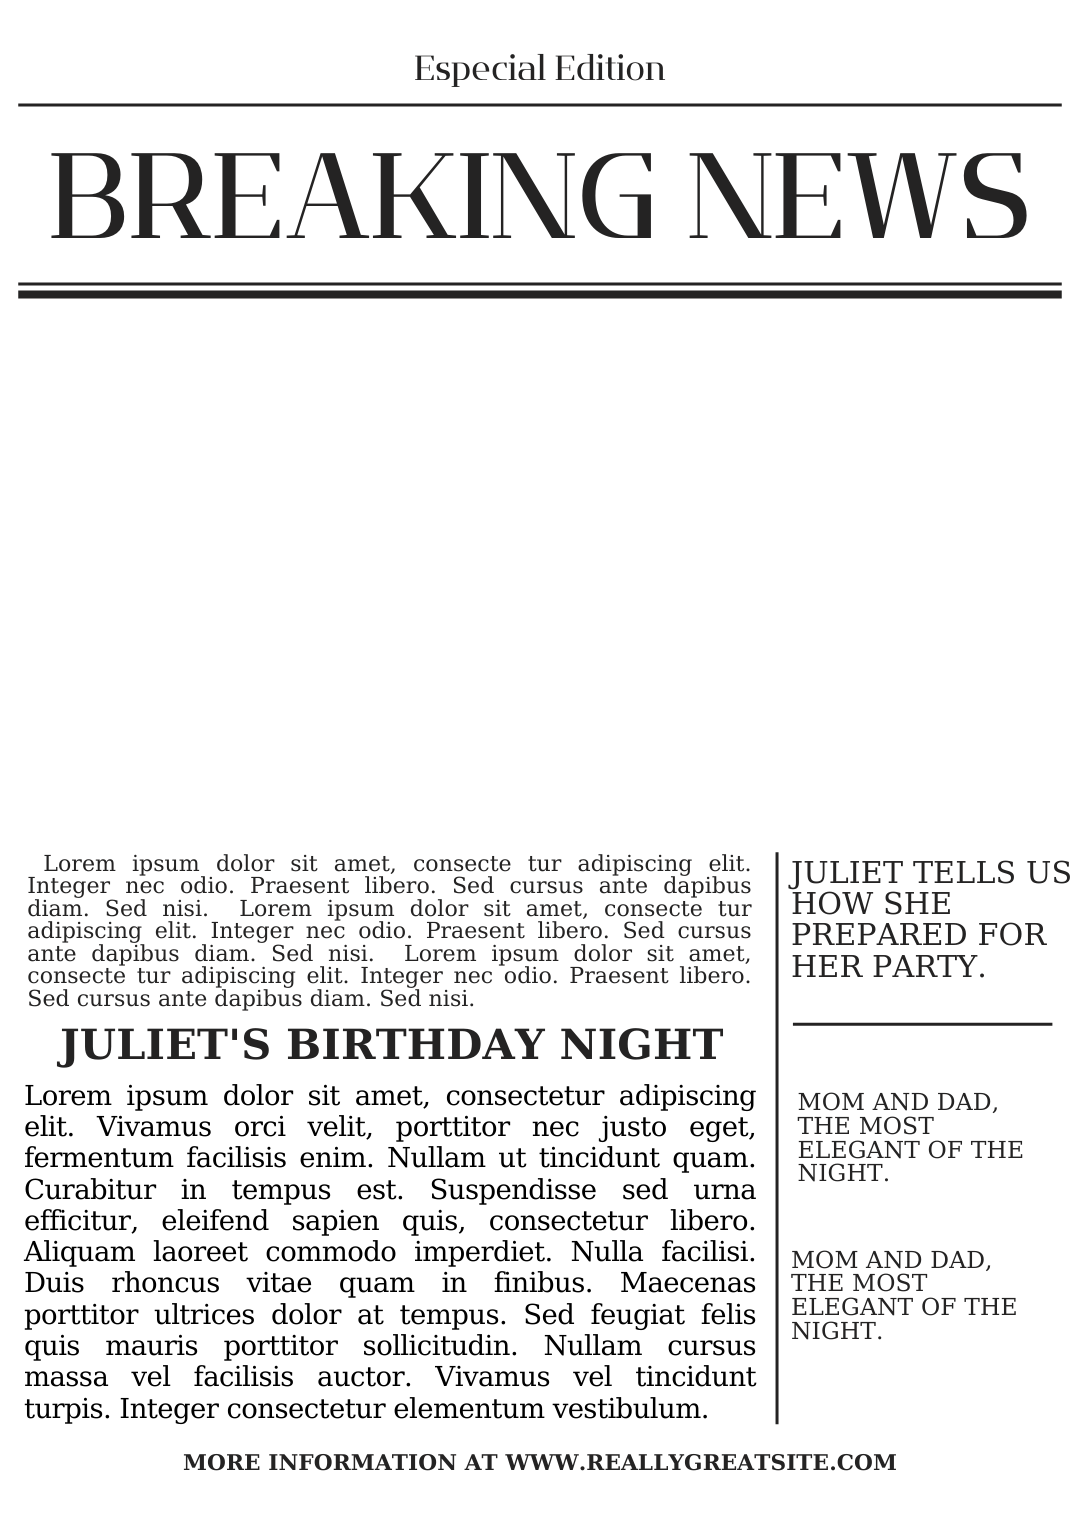 Especial Edition
BREAKING NEWS
Lorem ipsum dolor sit amet, consecte tur adipiscing elit.
Integer nec odio. Praesent libero. Sed cursus ante dapibus
diam. Sed nisi. Lorem ipsum dolor sit amet, consecte tur
adipiscing elit. Integer nec odio. Praesent libero. Sed cursus
ante dapibus diam. Sed nisi. Lorem ipsum dolor sit amet,
consecte tur adipiscing elit. Integer nec odio. Praesent libero.
Sed cursus ante dapibus diam. Sed nisi.
JULIET'S BIRTHDAY NIGHT
Lorem ipsum dolor sit amet, consectetur adipiscing
elit. Vivamus orci velit, porttitor nec justo eget,
fermentum facilisis enim. Nullam ut tincidunt quam.
Curabitur in tempus est. Suspendisse sed urna
efficitur, eleifend sapien quis, consectetur libero.
Aliquam laoreet commodo imperdiet. Nulla facilisi.
Duis rhoncus vitae quam in finibus. Maecenas
porttitor ultrices dolor at tempus. Sed feugiat felis
quis mauris porttitor sollicitudin. Nullam cursus
massa vel facilisis auctor. Vivamus vel tincidunt
turpis. Integer consectetur elementum vestibulum.
JULIET TELLS US
HOW SHE
PREPARED FOR
HER PARTY.
MOM AND DAD,
THE MOST
ELEGANT OF THE
NIGHT.
MOM AND DAD,
THE MOST
ELEGANT OF THE
NIGHT.
MORE INFORMATION AT WWW.REALLYGREATSITE.COM